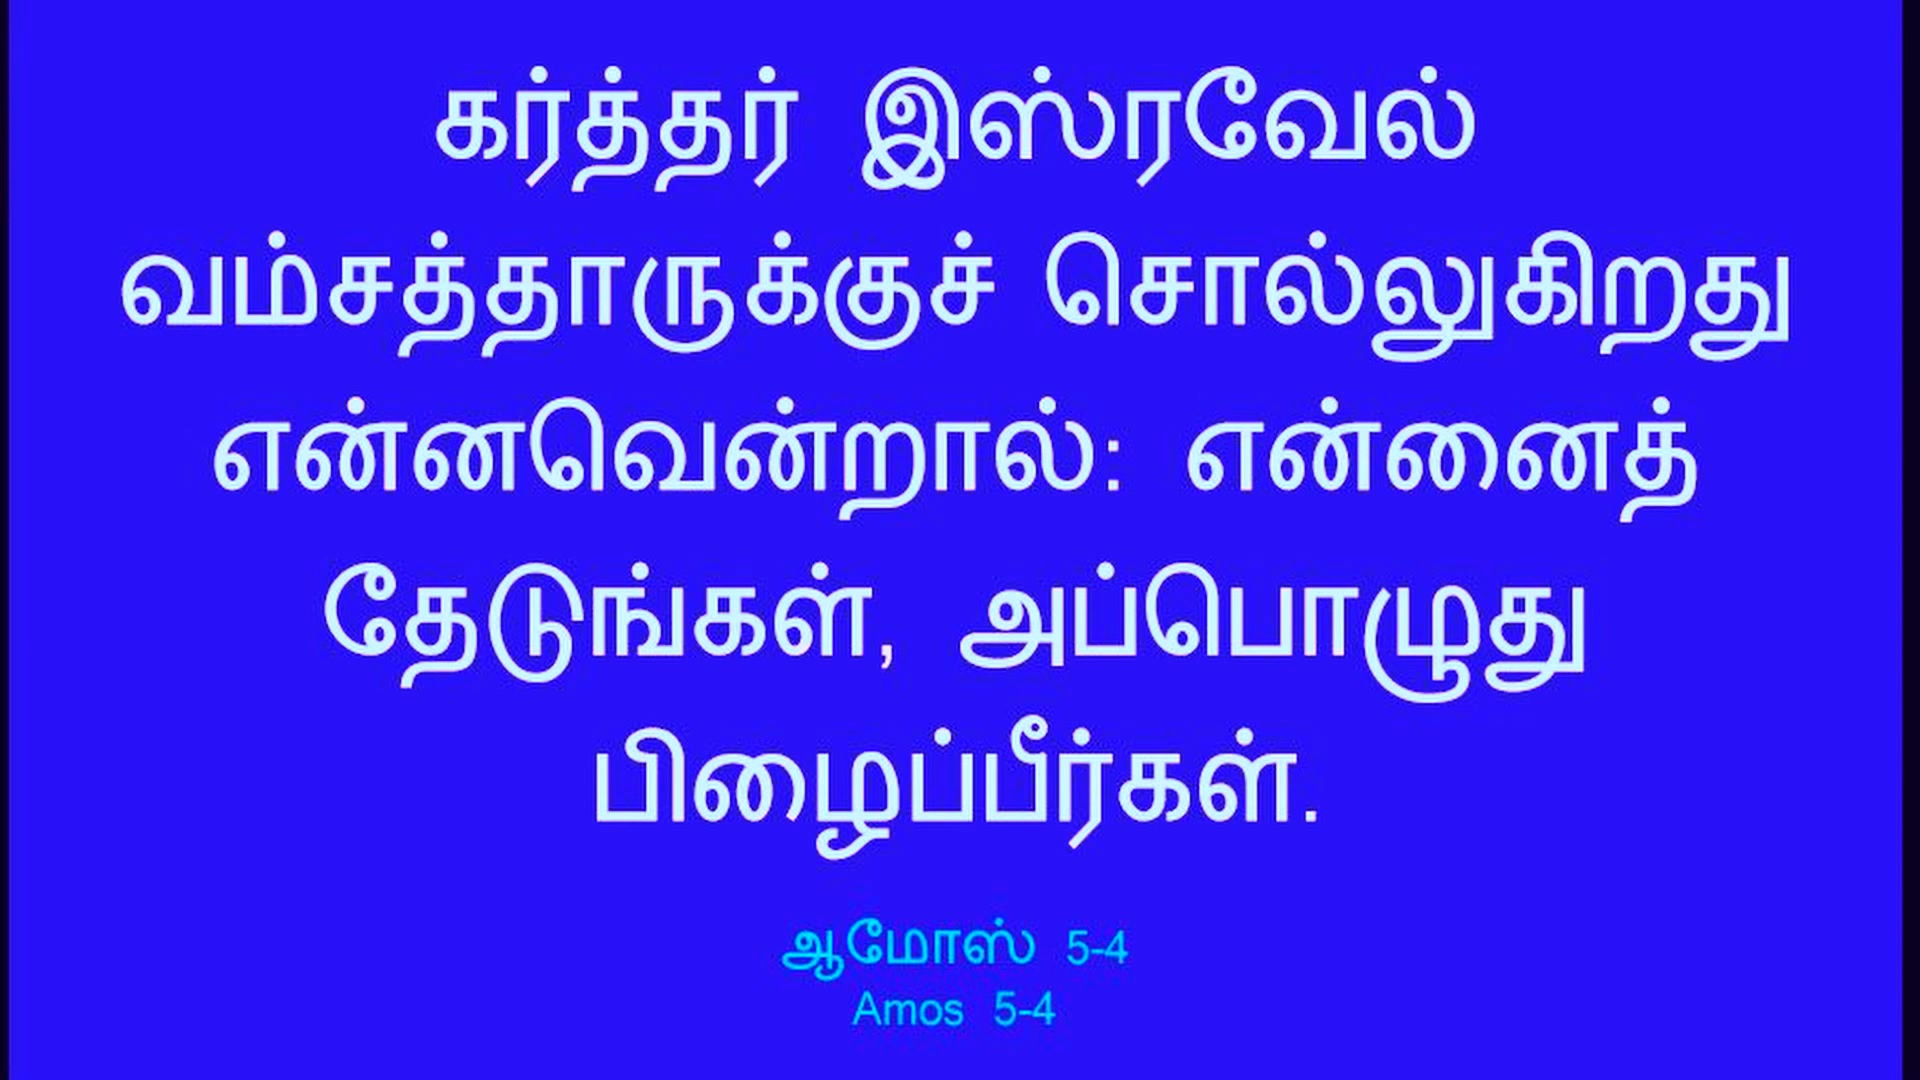 கர்த்தர் இஸ்ரவேல்
வம்சத்தாருக்குச் சொல்லுகிறது
என்னவென்றால்: என்னைத்
தேடுங்கள், அப்பொழுது
பிழைப்பீர்கள்.
ஆமோஸ் 5-4
Amos 5-4